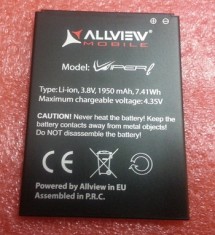 ALLVIEW
MOBILE
Model: VIPER i
Type: Li-ion, 3.8V, 1950 mAh, 7.41Wh
Maximum chargeable voltage: 4.35V
CAUTION! Never heat the battery! Keep the
battery contacts away from metal objects!
Do NOT disassemble the battery!
CE
Powered by Allview in EU
Assembled in P.R.C.